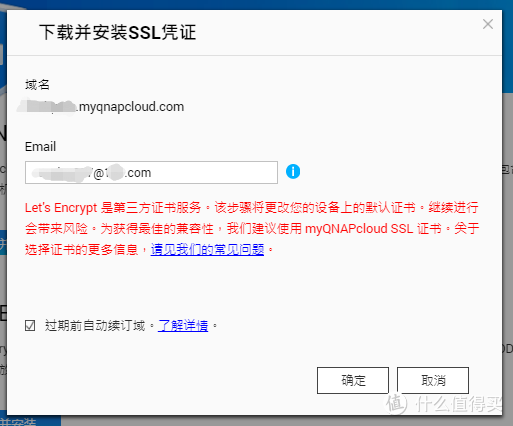 下载并安装SSL凭证
域名
.myqnapcloud.com
Email
@1 .com
Let's Encrypt 是第三方证书服务。该步骤将更改您的设备上的默认证书。继续进行
会带来风险。为获得最佳的兼容性，我们建议使用 myQNAPcloud SSL 证书。关于
选择证书的更多信息，请见我们的常见问题。
过期前自动续订域。了解详情。
确定
取消
值 什么值得买